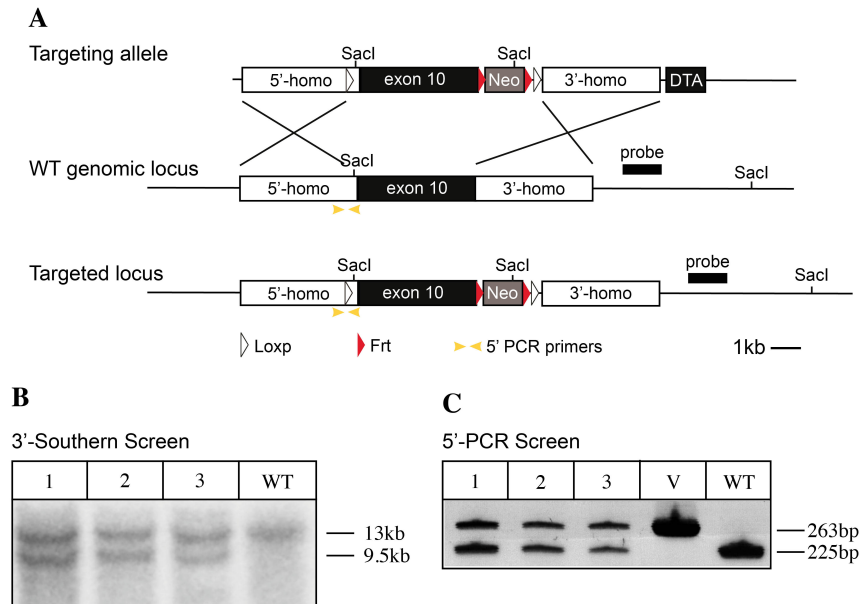 A
Targeting allele
SacI
SacI
5'-homo
exon 10
Neo
3'-homo
DTA
WT genomic locus
SacI
probe
SacI
5'-homo
exon 10
3'-homo
Targeted locus
SacI
SacI
probe
SacI
5'-homo
exon 10
Neo
3'-homo
Loxp
Frt
5' PCR primers
1kb
B
3'-Southern Screen
1 2 3 WT
13kb
9.5kb
C
5'-PCR Screen
1 2 3 V WT
263bp
225bp